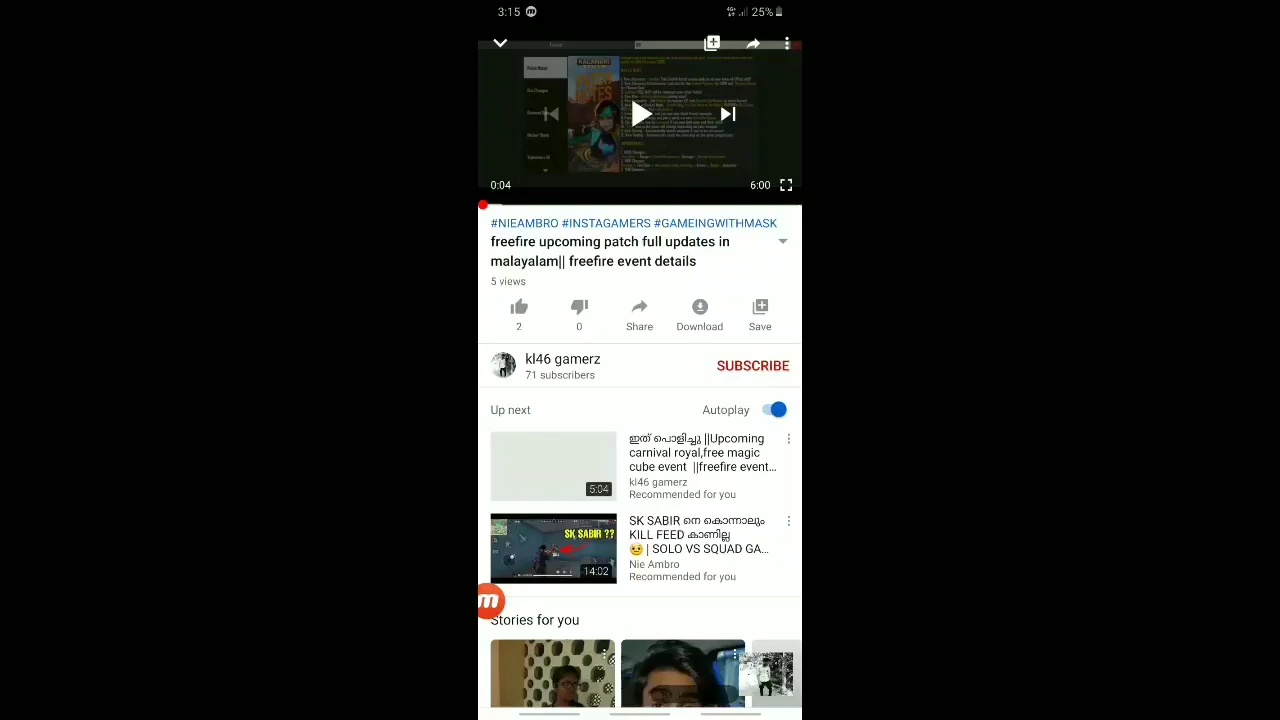 3:15
4G+
25%
KALAHARI
0:04
6:00
#NIEAMBRO #INSTAGAMERS #GAMEINGWITHMASK
freefire upcoming patch full updates in
malayalam|| freefire event details
5 views
2
0
Share
Download
Save
kl46 gamerz
71 subscribers
SUBSCRIBE
Up next
Autoplay
ഇത് പൊളിച്ചു ||Upcoming
carnival royal,free magic
cube event ||freefire event...
5:04
kl46 gamerz
Recommended for you
SK SABIR നെ കൊന്നാലും
KILL FEED കാണില്ല
🤕 | SOLO VS SQUAD GA...
SK SABIR ??
14:02
Nie Ambro
Recommended for you
Stories for you